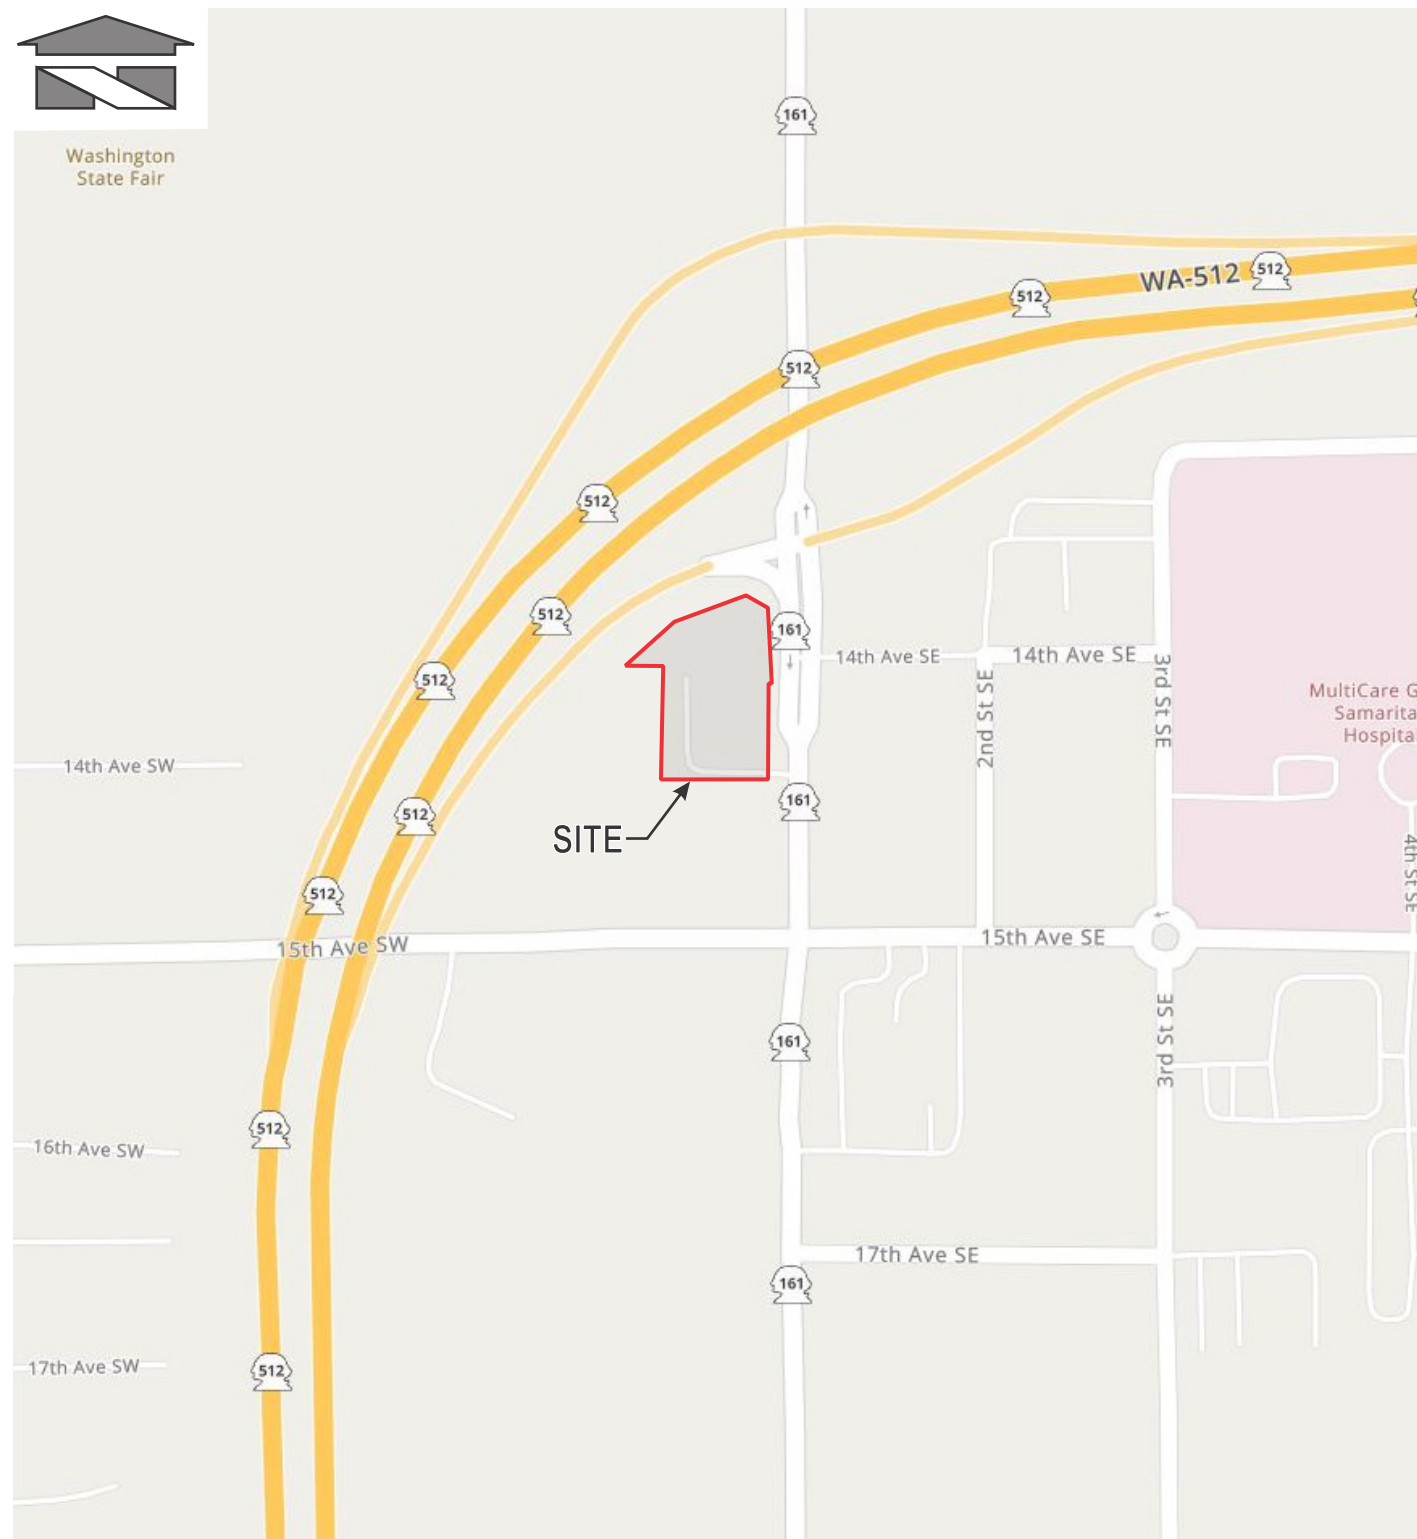 Washington
State Fair
161
WA-512
512
512
512
512
512
161
14th Ave SE
14th Ave SE
3rd St SE
2nd St SE
512
MultiCare G
Samarita
Hospita
14th Ave SW
161
512
SITE
4th St SE
512
15th Ave SW
15th Ave SE
161
3rd St SE
512
16th Ave SW
17th Ave SE
161
17th Ave SW
512